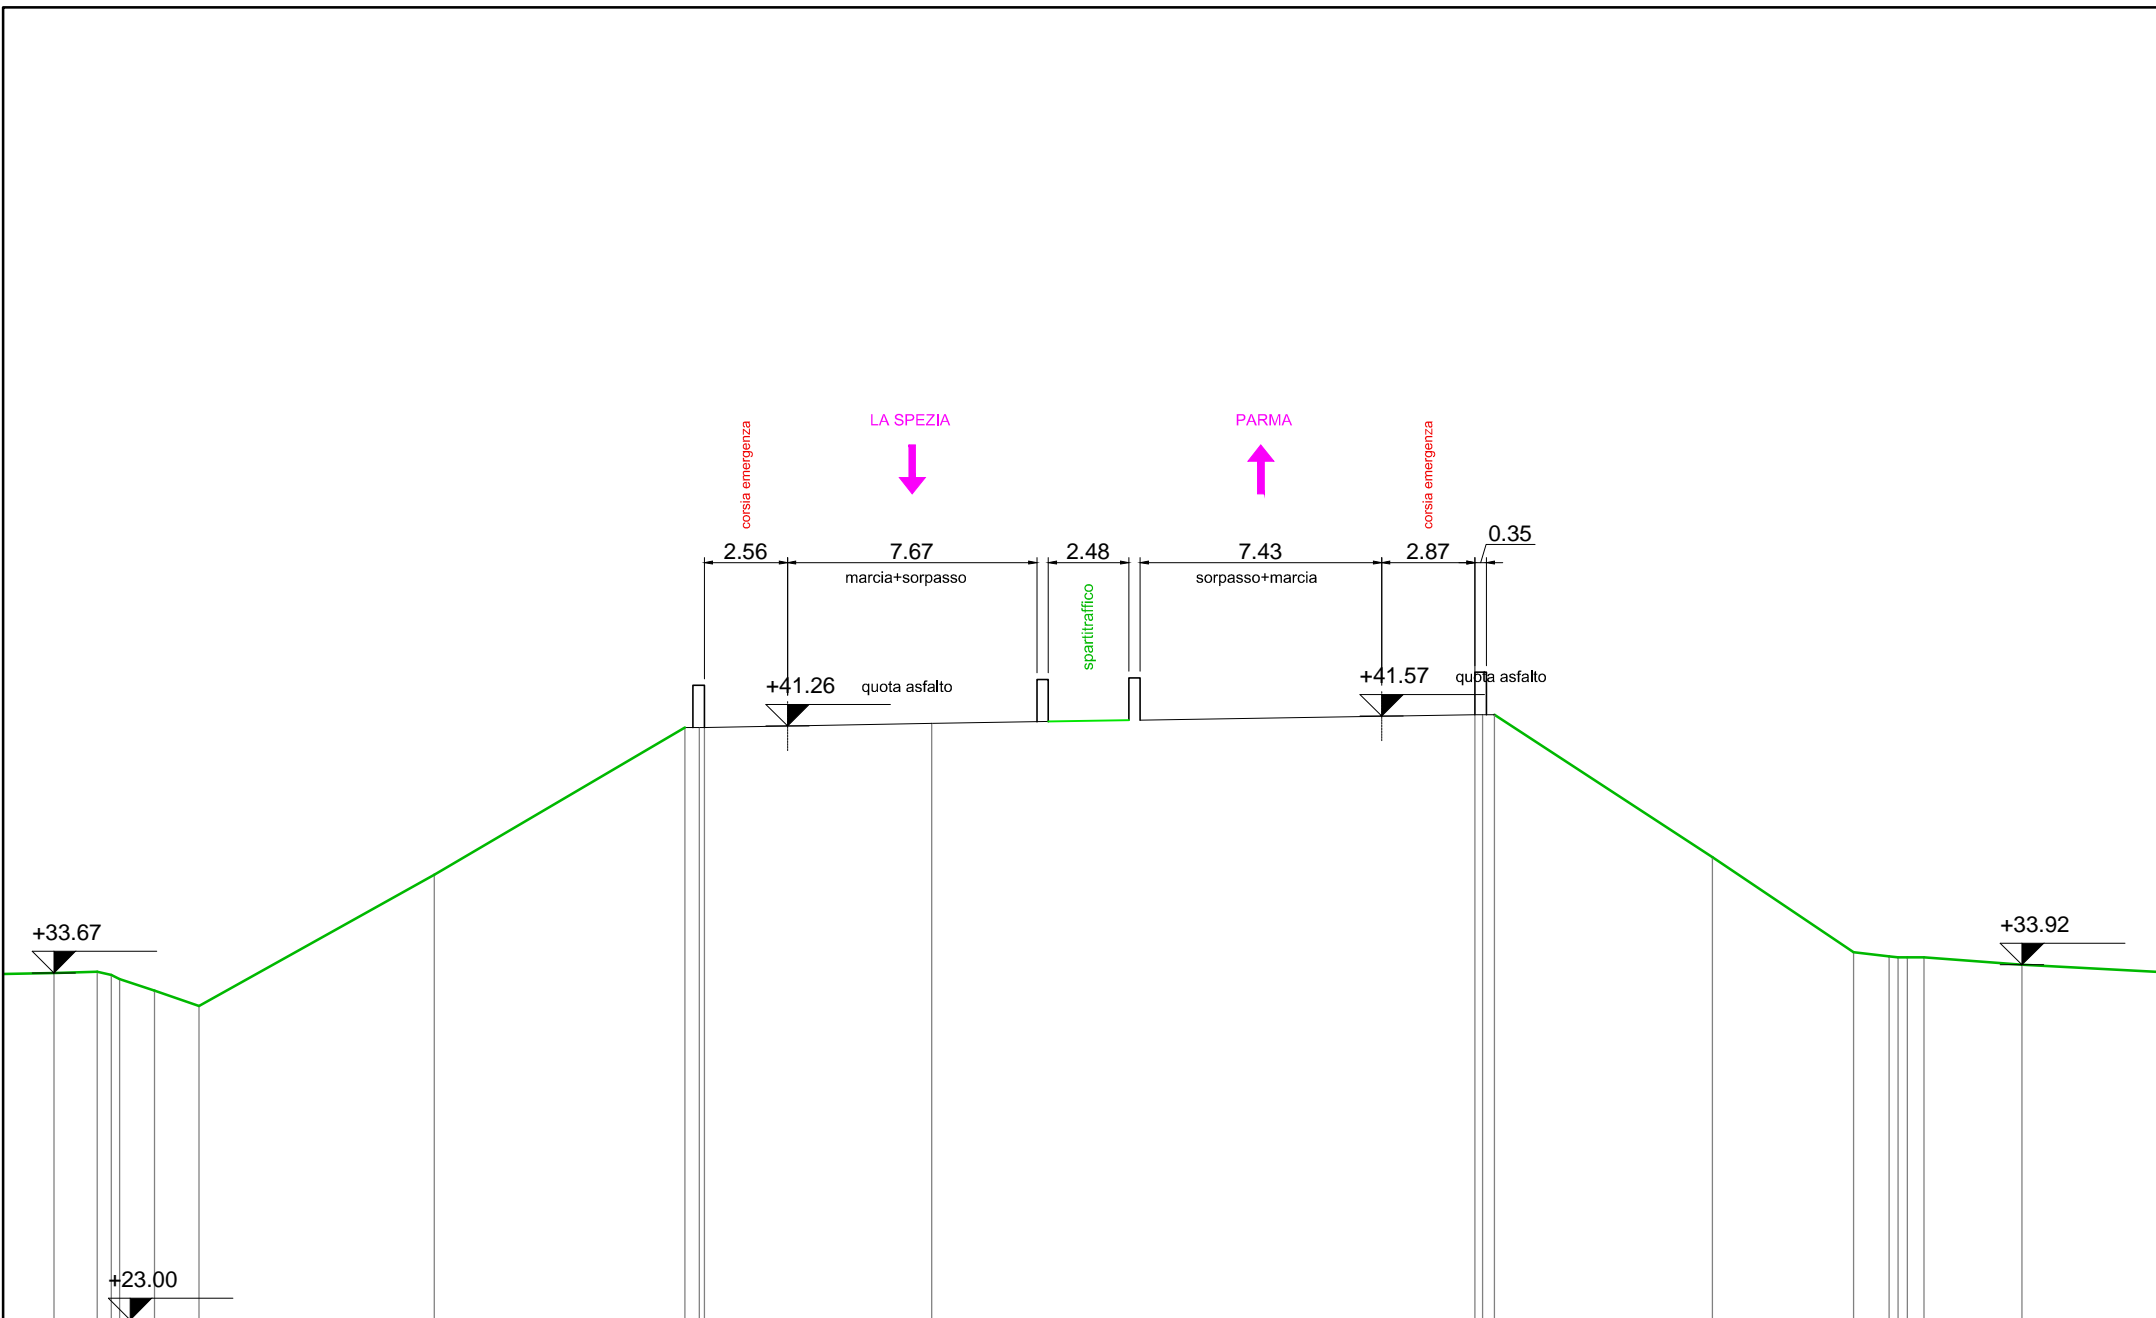 LA SPEZIA
PARMA
corsia emergenza
corsia emergenza
0.35
2.56
7.67
2.48
7.43
2.87
marcia+sorpasso
sorpasso+marcia
spartitraffico
+41.26
quota asfalto
+41.57
quota asfalto
+33.67
+33.92
+23.00